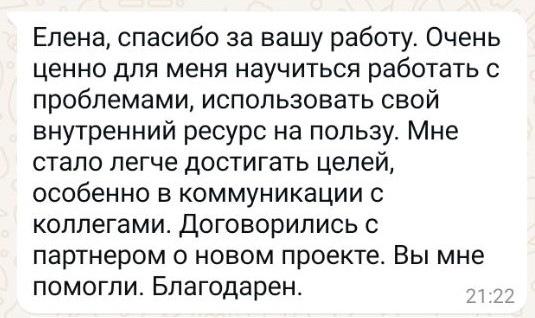 Елена, спасибо за вашу работу. Очень
ценно для меня научиться работать с
проблемами, использовать свой
внутренний ресурс на пользу. Мне
стало легче достигать целей,
особенно в коммуникации с
коллегами. Договорились с
партнером о новом проекте. Вы мне
помогли. Благодарен.
21:22